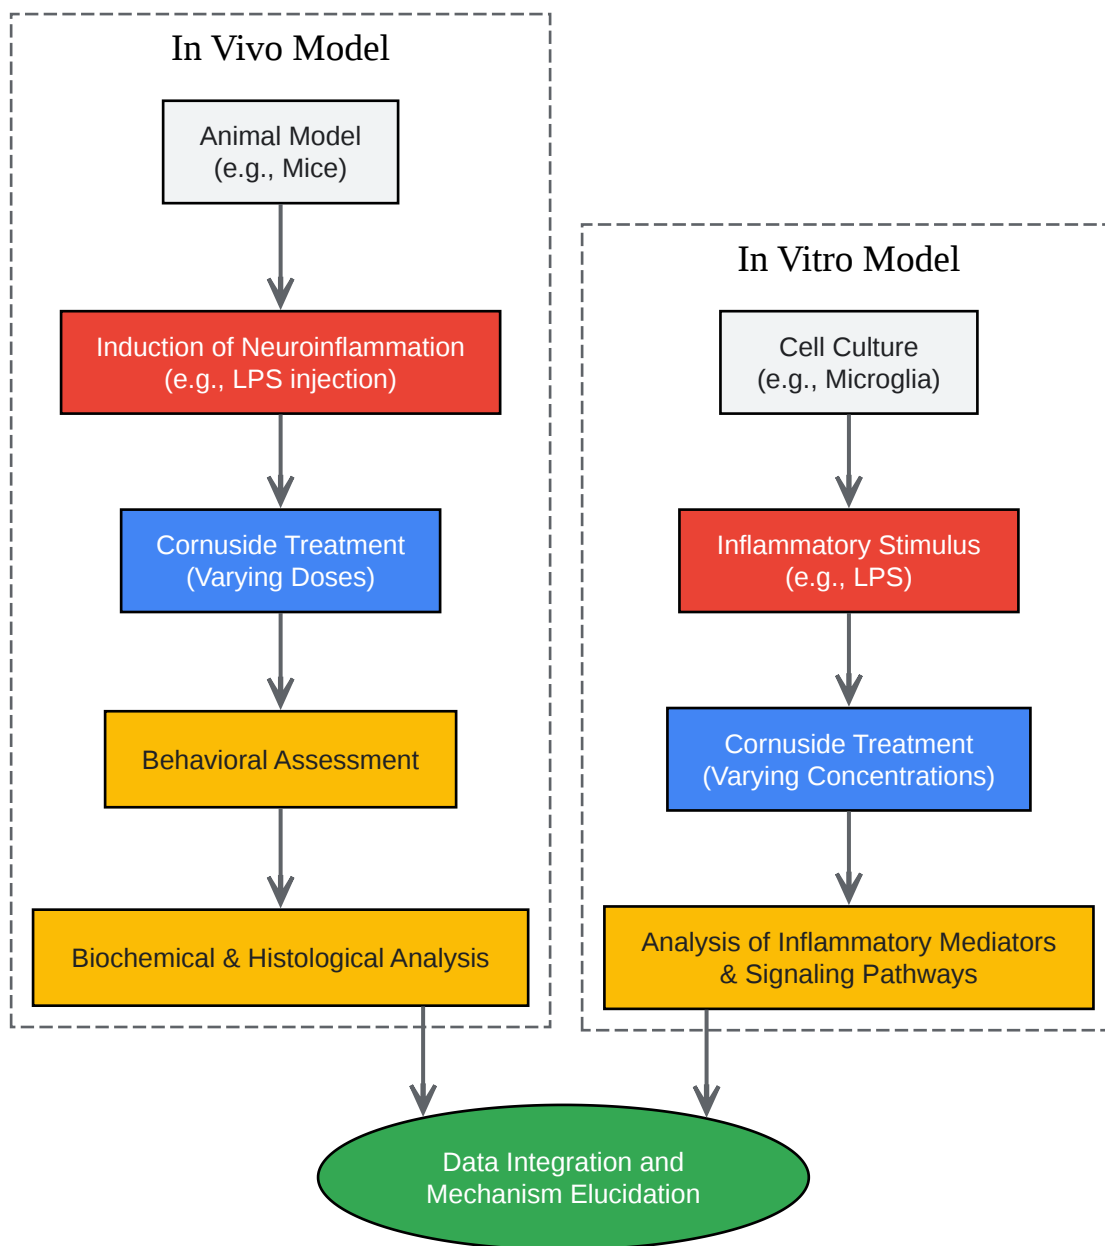 In Vivo Model
Animal Model
(e.g., Mice)
Induction of Neuroinflammation
(e.g., LPS injection)
Cornuside Treatment
(Varying Doses)
Behavioral Assessment
Biochemical & Histological Analysis
In Vitro Model
Cell Culture
(e.g., Microglia)
Inflammatory Stimulus
(e.g., LPS)
Cornuside Treatment
(Varying Concentrations)
Analysis of Inflammatory Mediators
& Signaling Pathways
Data Integration and
Mechanism Elucidation